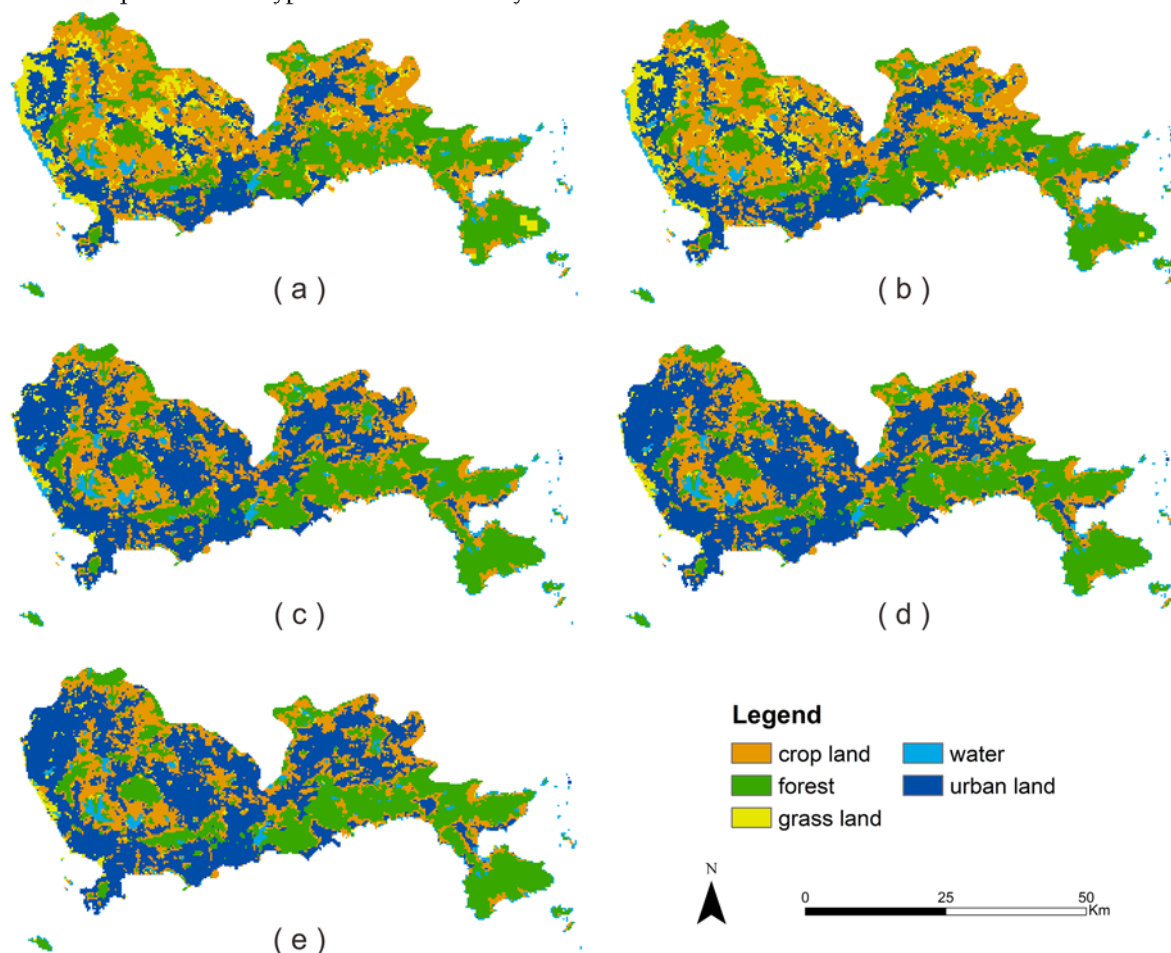 ( a )
( b )
( c )
( d )
( e )
Legend
crop land
water
forest
urban land
grass land
N
0 25 50
Km